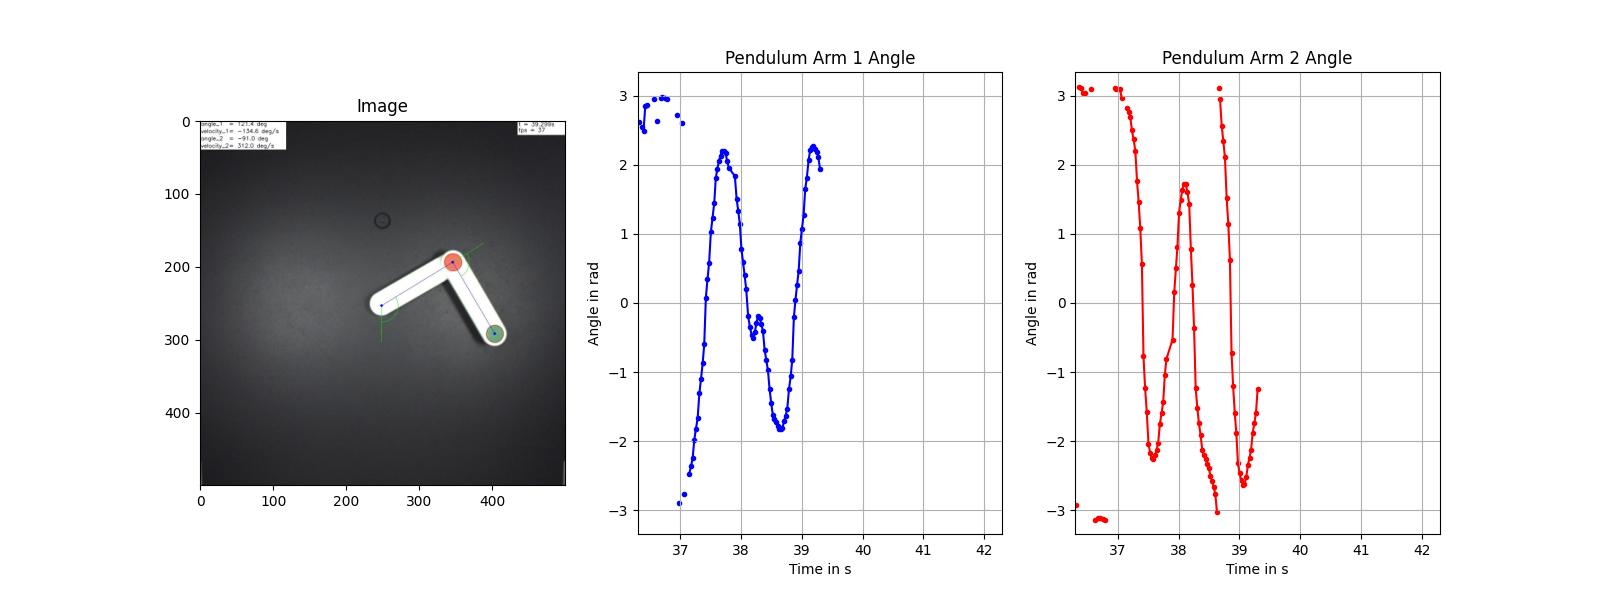 Image
angle_1 = 121.4 deg
velocity_1= -134.6 deg/s
angle_2 = -91.0 deg
velocity_2= 312.0 deg/s
t = 39.299s
fps = 37
0
100
200
300
400
0 100 200 300 400
Pendulum Arm 1 Angle
Angle in rad
3
2
1
0
−1
−2
−3
37 38 39 40 41 42
Time in s
Pendulum Arm 2 Angle
Angle in rad
3
2
1
0
−1
−2
−3
37 38 39 40 41 42
Time in s